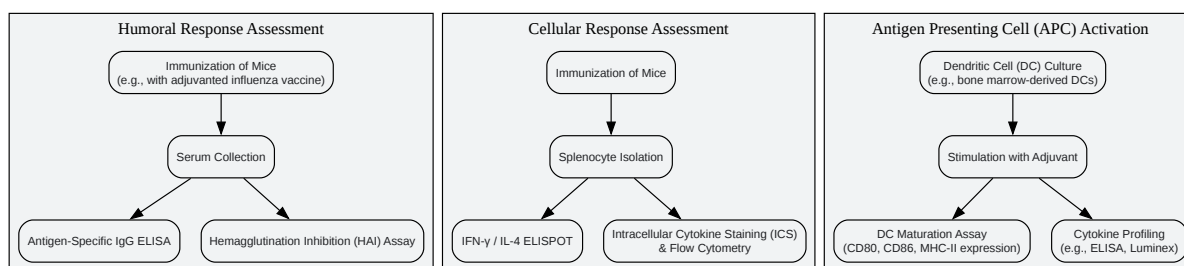 Humoral Response Assessment
Immunization of Mice
(e.g., with adjuvanted influenza vaccine)
Serum Collection
Antigen-Specific IgG ELISA
Hemagglutination Inhibition (HAI) Assay
Cellular Response Assessment
Immunization of Mice
Splenocyte Isolation
IFN-γ / IL-4 ELISPOT
Intracellular Cytokine Staining (ICS)
& Flow Cytometry
Antigen Presenting Cell (APC) Activation
Dendritic Cell (DC) Culture
(e.g., bone marrow-derived DCs)
Stimulation with Adjuvant
DC Maturation Assay
(CD80, CD86, MHC-II expression)
Cytokine Profiling
(e.g., ELISA, Luminex)